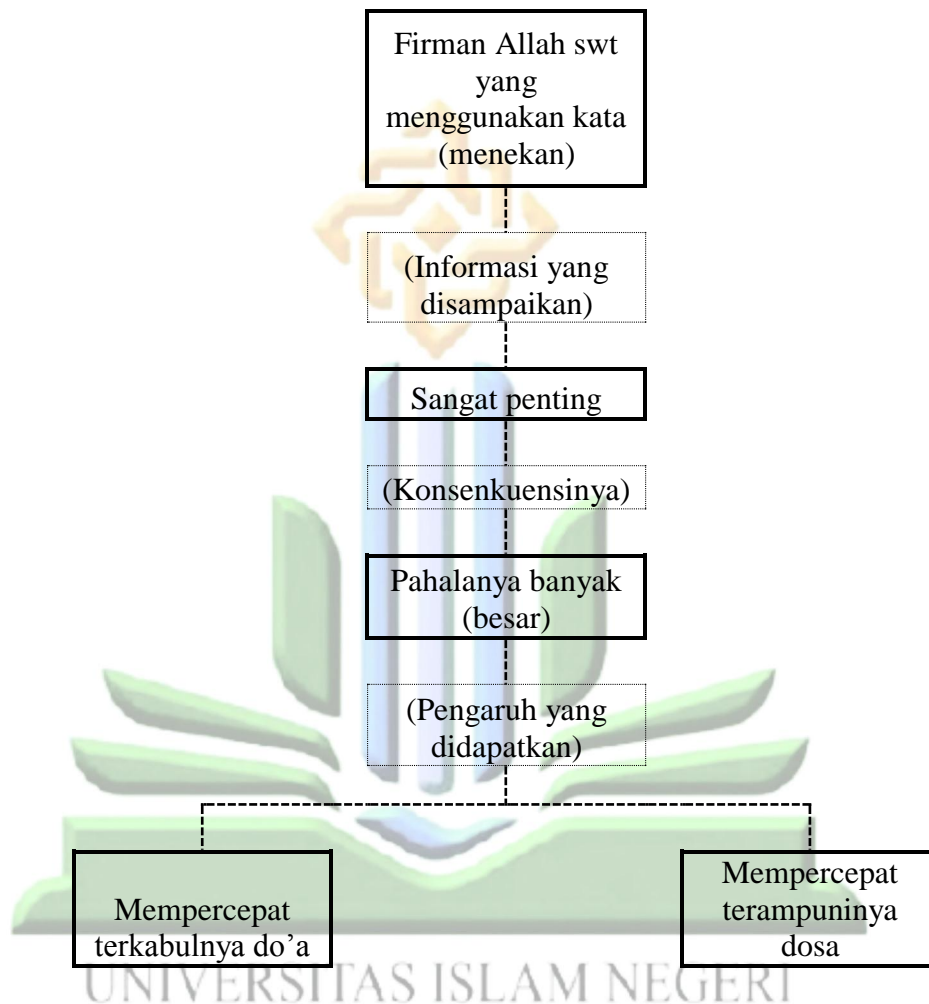 Firman Allah swt
yang
menggunakan kata
(menekan)
(Informasi yang
disampaikan)
Sangat penting
(Konsenkuensinya)
Pahalanya banyak
(besar)
(Pengaruh yang
didapatkan)
Mempercepat
terkabulnya do’a
Mempercepat
terampuninya
dosa
UNIVERSITAS ISLAM NEGERI